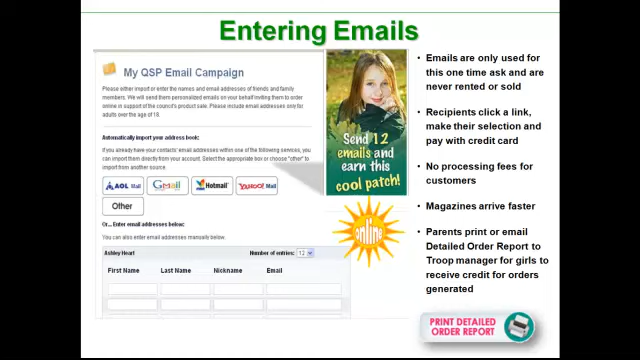 Entering Emails
My QSP Email Campaign
Please either import or enter the names and email addresses of friends and family
members. We will send them personalized emails on your behalf inviting them to order
online in support of the council's product sale. Please include email addresses only for
adults over the age of 18.
Automatically import your address book:
If you already have your contacts' email addresses within one of the following services, you
can import them directly from your account. Select the appropriate box or choose "other" to
import from another source.
AOL Mail
Gmail
Hotmail
YAHOO! Mail
Other
Or... Enter email addresses below:
You can also enter email addresses manually below.
Ashley Heart
Number of entries: 12
First Name Last Name Nickname Email
Send 12
emails and
earn this
cool patch!
online
• Emails are only used for
this one time ask and are
never rented or sold
• Recipients click a link,
make their selection and
pay with credit card
• No processing fees for
customers
• Magazines arrive faster
• Parents print or email
Detailed Order Report to
Troop manager for girls to
receive credit for orders
generated
PRINT DETAILED
ORDER REPORT